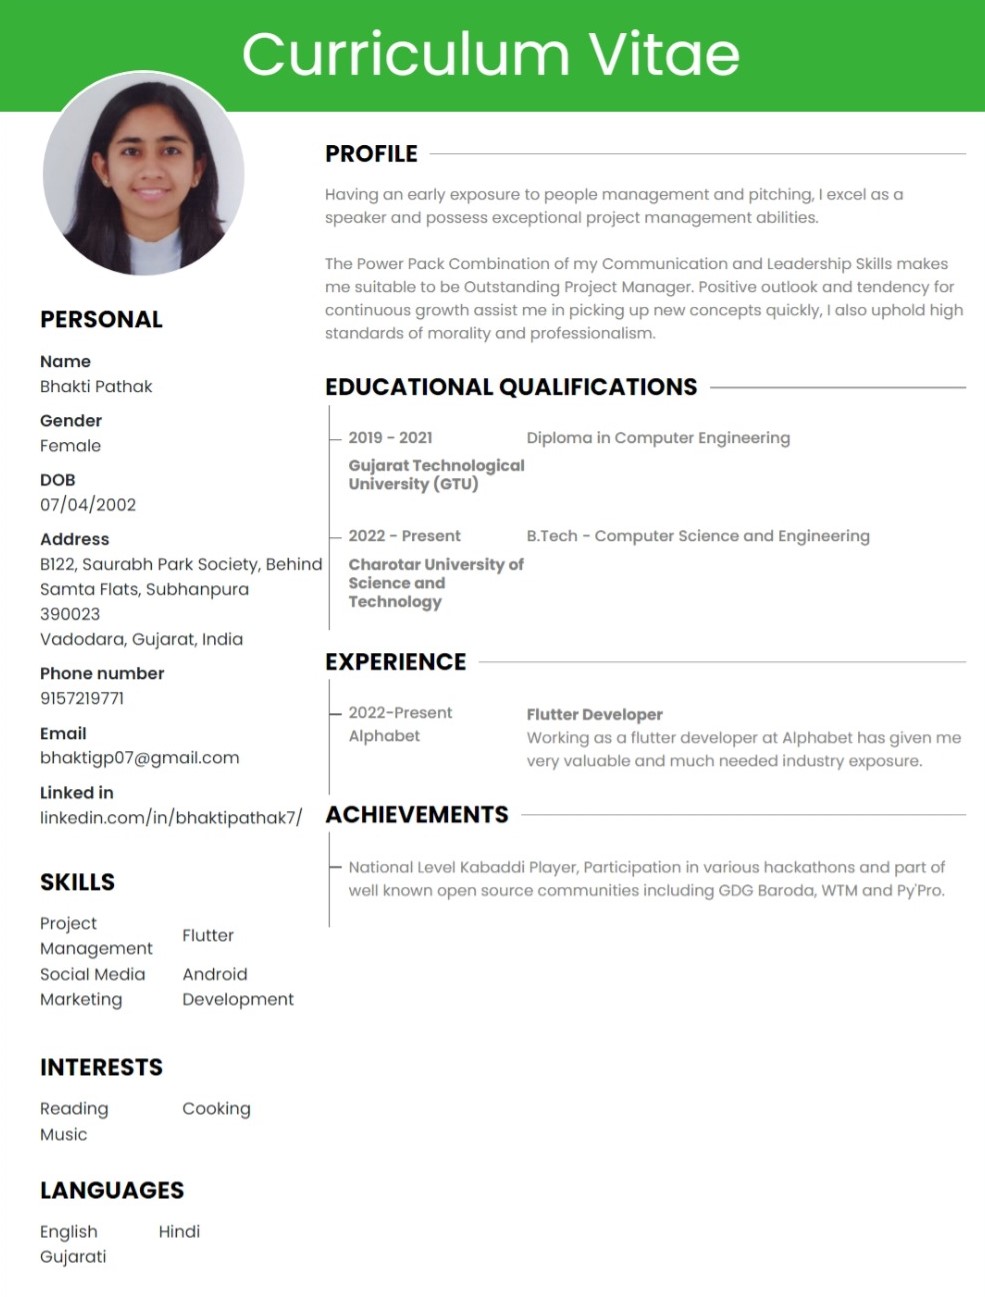 Curriculum Vitae
PERSONAL
Name
Bhakti Pathak
Gender
Female
DOB
07/04/2002
Address
B122, Saurabh Park Society, Behind
Samta Flats, Subhanpura
390023
Vadodara, Gujarat, India
Phone number
9157219771
Email
bhaktigp07@gmail.com
Linked in
linkedin.com/in/bhaktipathak7/
SKILLS
Project
Management
Flutter
Social Media
Marketing
Android
Development
INTERESTS
Reading
Cooking
Music
LANGUAGES
English
Hindi
Gujarati
PROFILE
Having an early exposure to people management and pitching, I excel as a
speaker and possess exceptional project management abilities.
The Power Pack Combination of my Communication and Leadership Skills makes
me suitable to be Outstanding Project Manager. Positive outlook and tendency for
continuous growth assist me in picking up new concepts quickly, I also uphold high
standards of morality and professionalism.
EDUCATIONAL QUALIFICATIONS
2019 - 2021
Diploma in Computer Engineering
Gujarat Technological
University (GTU)
2022 - Present
B.Tech - Computer Science and Engineering
Charotar University of
Science and
Technology
EXPERIENCE
2022-Present
Alphabet
Flutter Developer
Working as a flutter developer at Alphabet has given me
very valuable and much needed industry exposure.
ACHIEVEMENTS
National Level Kabaddi Player, Participation in various hackathons and part of
well known open source communities including GDG Baroda, WTM and Py'Pro.